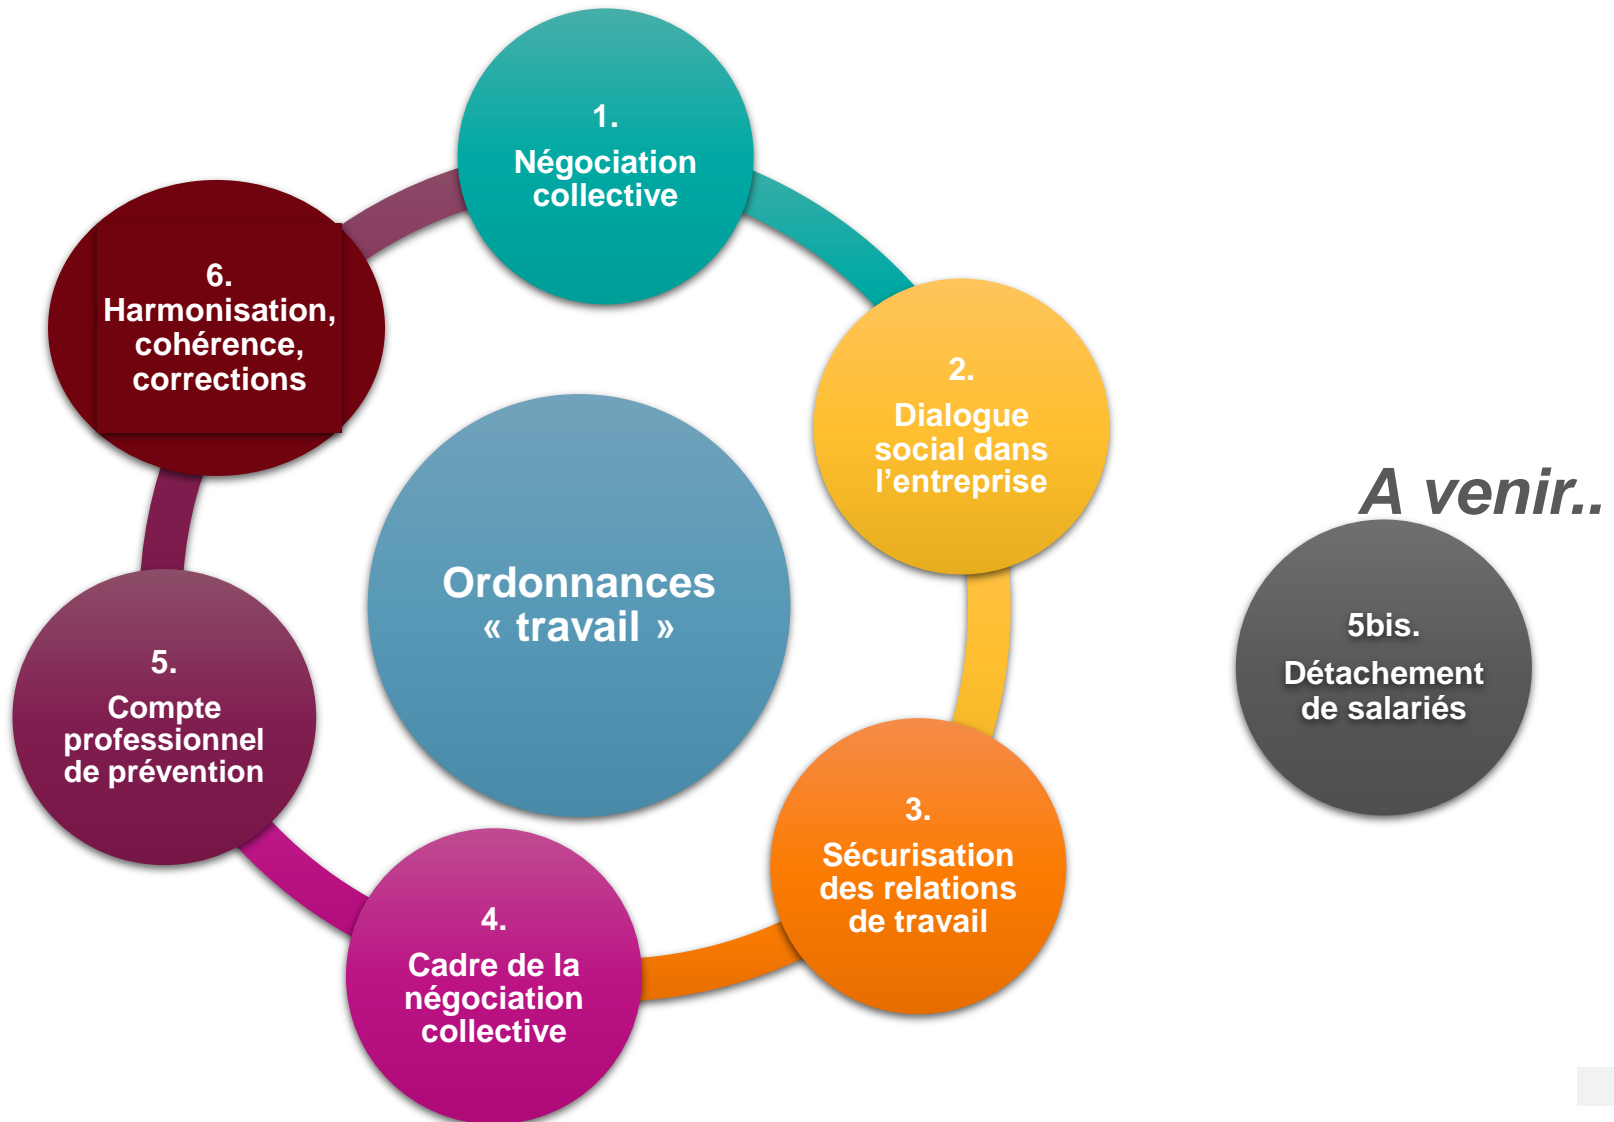 1.
Négociation
collective
2.
Dialogue
social dans
l’entreprise
3.
Sécurisation
des relations
de travail
4.
Cadre de la
négociation
collective
5.
Compte
professionnel
de prévention
6.
Harmonisation,
cohérence,
corrections
Ordonnances
« travail »
A venir..
5bis.
Détachement
de salariés